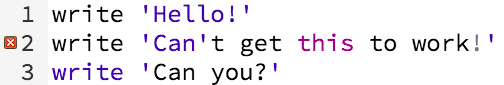 1 write 'Hello!'
2 write 'Can't get this to work!'
3 write 'Can you?'